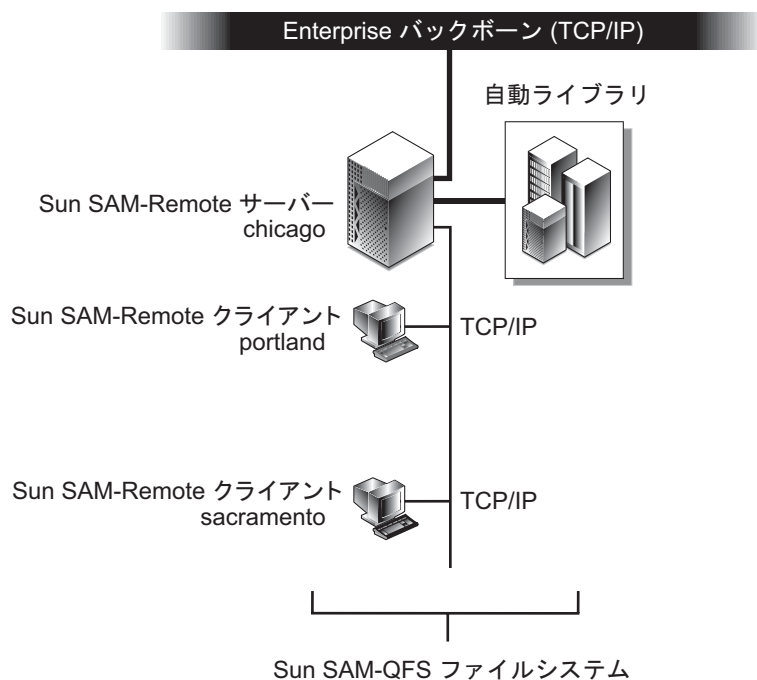 Enterprise バックボーン (TCP/IP)
自動ライブラリ
Sun SAM-Remote サーバー
chicago
Sun SAM-Remote クライアント
portland
TCP/IP
Sun SAM-Remote クライアント
sacramento
TCP/IP
Sun SAM-QFS ファイルシステム